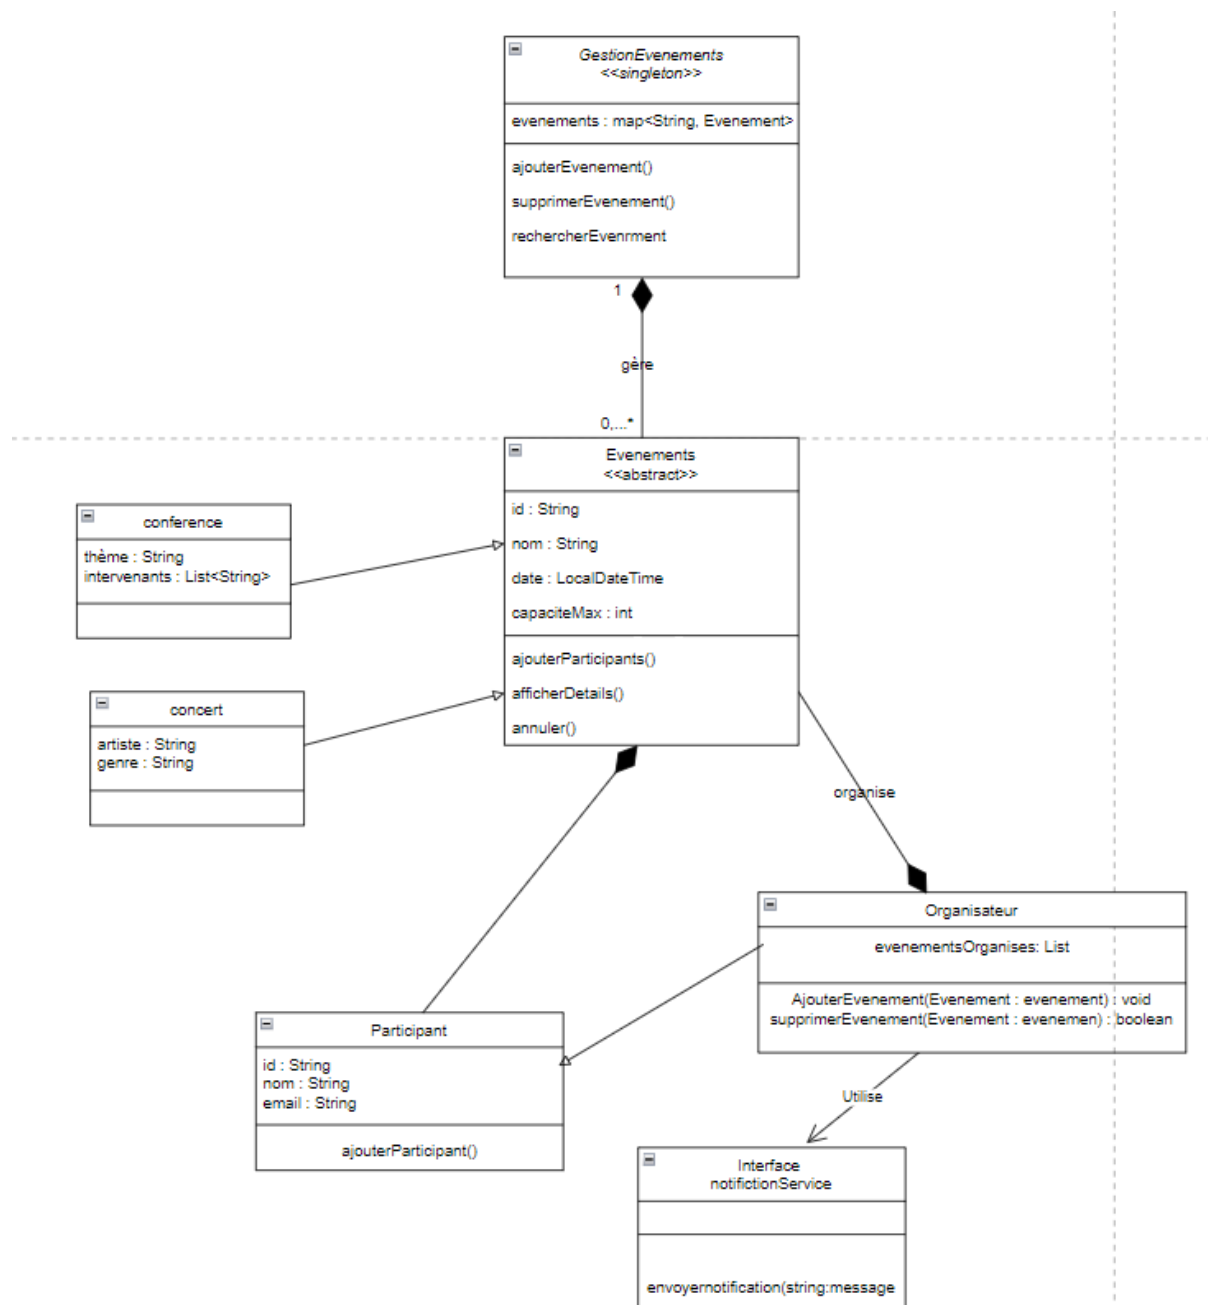 GestionEvenements
<<singleton>>
evenements : map<String, Evenement>
ajouterEvenement()
supprimerEvenement()
rechercherEvenrment
1
gère
0,...*
Evenements
<<abstract>>
id : String
nom : String
date : LocalDateTime
capaciteMax : int
ajouterParticipants()
afficherDetails()
annuler()
conference
thème : String
intervenants : List<String>
concert
artiste : String
genre : String
organise
Organisateur
evenementsOrganises: List
AjouterEvenement(Evenement : evenement) : void
supprimerEvenement(Evenement : evenemen) : boolean
Participant
id : String
nom : String
email : String
ajouterParticipant()
Utilise
Interface
notifictionService
envoyernotification(string:message